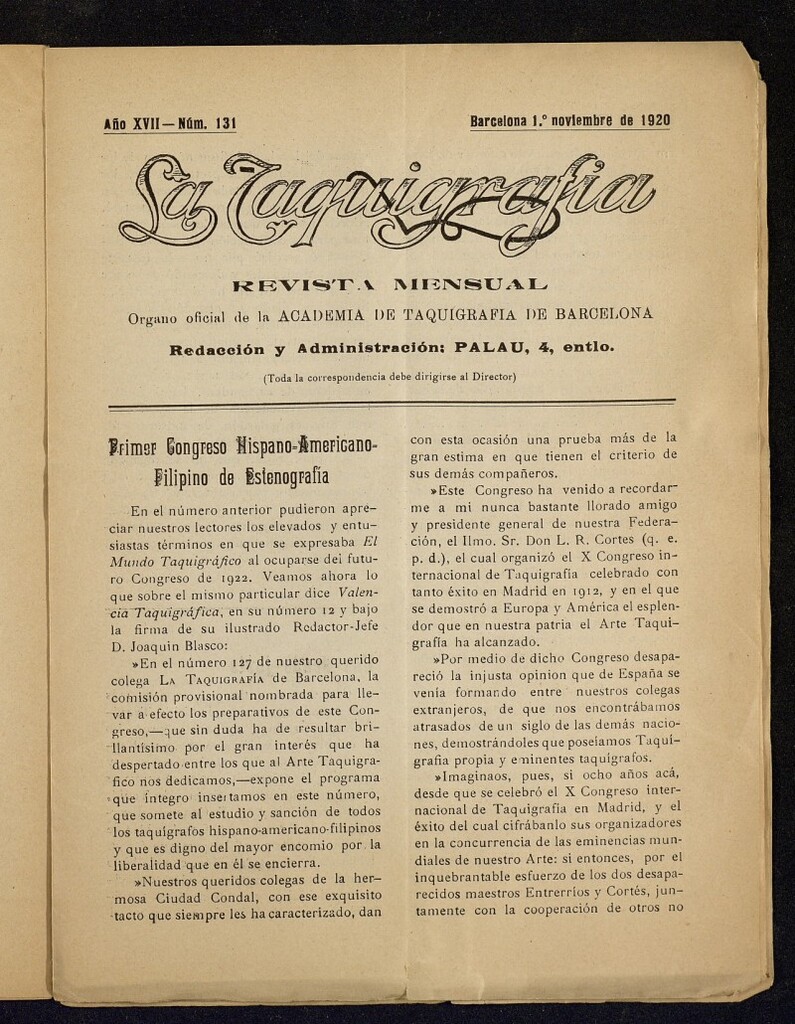 Año XVII—Núm. 131
Barcelona 1.º noviembre de 1920
La Taquigrafía
REVISTA MENSUAL
Organo oficial de la ACADEMIA DE TAQUIGRAFIA DE BARCELONA
Redacción y Administración: PALAU, 4, entlo.
(Toda la correspondencia debe dirigirse al Director)
Primer Congreso Hispano-Americano-
Filipino de Estenografía
En el número anterior pudieron apre-
ciar nuestros lectores los elevados y entu-
siastas términos en que se expresaba El
Mundo Taquigráfico al ocuparse del futu-
ro Congreso de 1922. Veamos ahora lo
que sobre el mismo particular dice Valen-
cia Taquigráfica, en su número 12 y bajo
la firma de su ilustrado Redactor-Jefe
D. Joaquin Blasco:
»En el número 127 de nuestro querido
colega LA TAQUIGRAFÍA de Barcelona, la
comisión provisional nombrada para lle-
var a efecto los preparativos de este Con-
greso,—que sin duda ha de resultar bri-
llantísimo por el gran interés que ha
despertado entre los que al Arte Taquigra-
fico nos dedicamos,—expone el programa
que íntegro insertamos en este número,
que somete al estudio y sanción de todos
los taquígrafos hispano-americano-filipinos
y que es digno del mayor encomio por la
liberalidad que en él se encierra.
»Nuestros queridos colegas de la her-
mosa Ciudad Condal, con ese exquisito
tacto que siempre les ha caracterizado, dan
con esta ocasión una prueba más de la
gran estima en que tienen el criterio de
sus demás compañeros.
»Este Congreso ha venido a recordar-
me a mi nunca bastante llorado amigo
y presidente general de nuestra Federa-
ción, el Ilmo. Sr. Don L. R. Cortes (q. e.
p. d.), el cual organizó el X Congreso in-
ternacional de Taquigrafía celebrado con
tanto éxito en Madrid en 1912, y en el que
se demostró a Europa y América el esplen-
dor que en nuestra patria el Arte Taqui-
grafía ha alcanzado.
»Por medio de dicho Congreso desapa-
reció la injusta opinion que de España se
venía formando entre nuestros colegas
extranjeros, de que nos encontrábamos
atrasados de un siglo de las demás nacio-
nes, demostrándoles que poseíamos Taqui-
grafia propia y eminentes taquígrafos.
»Imaginaos, pues, si ocho años acá,
desde que se celebró el X Congreso inter-
nacional de Taquigrafia en Madrid, y el
éxito del cual cifrábanlo sus organizadores
en la concurrencia de las eminencias mun-
diales de nuestro Arte: si entonces, por el
inquebrantable esfuerzo de los dos desapa-
recidos maestros Entrerríos y Cortés, jun-
tamente con la cooperación de otros no